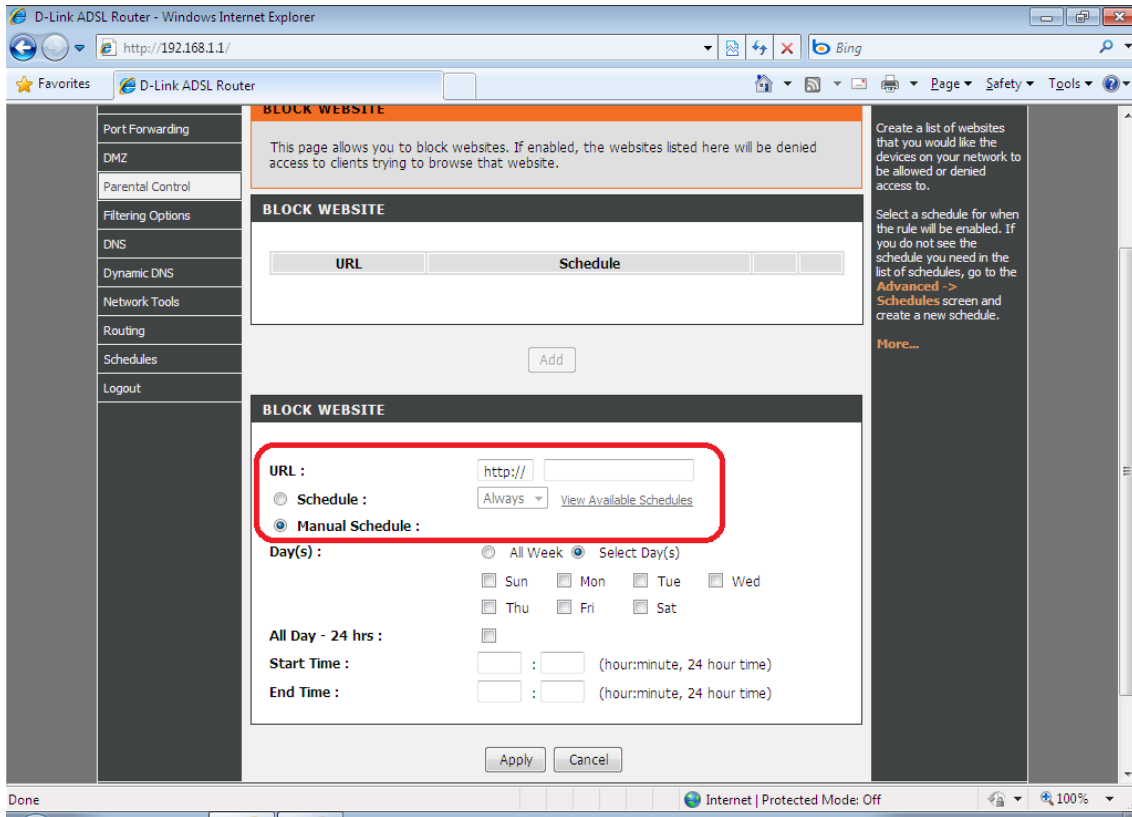 D-Link ADSL Router - Windows Internet Explorer
http://192.168.1.1/
Bing
Favorites
D-Link ADSL Router
Page
Safety
Tools
Port Forwarding
DMZ
Parental Control
Filtering Options
DNS
Dynamic DNS
Network Tools
Routing
Schedules
Logout
BLOCK WEBSITE
This page allows you to block websites. If enabled, the websites listed here will be denied
access to clients trying to browse that website.
BLOCK WEBSITE
URL Schedule
Add
BLOCK WEBSITE
URL : http://
Schedule : Always View Available Schedules
Manual Schedule :
Day(s) : All Week Select Day(s)
Sun Mon Tue Wed
Thu Fri Sat
All Day - 24 hrs :
Start Time : : (hour:minute, 24 hour time)
End Time : : (hour:minute, 24 hour time)
Apply Cancel
Create a list of websites
that you would like the
devices on your network to
be allowed or denied
access to.
Select a schedule for when
the rule will be enabled. If
you do not see the
schedule you need in the
list of schedules, go to the
Advanced ->
Schedules screen and
create a new schedule.
More...
Done
Internet | Protected Mode: Off
100%